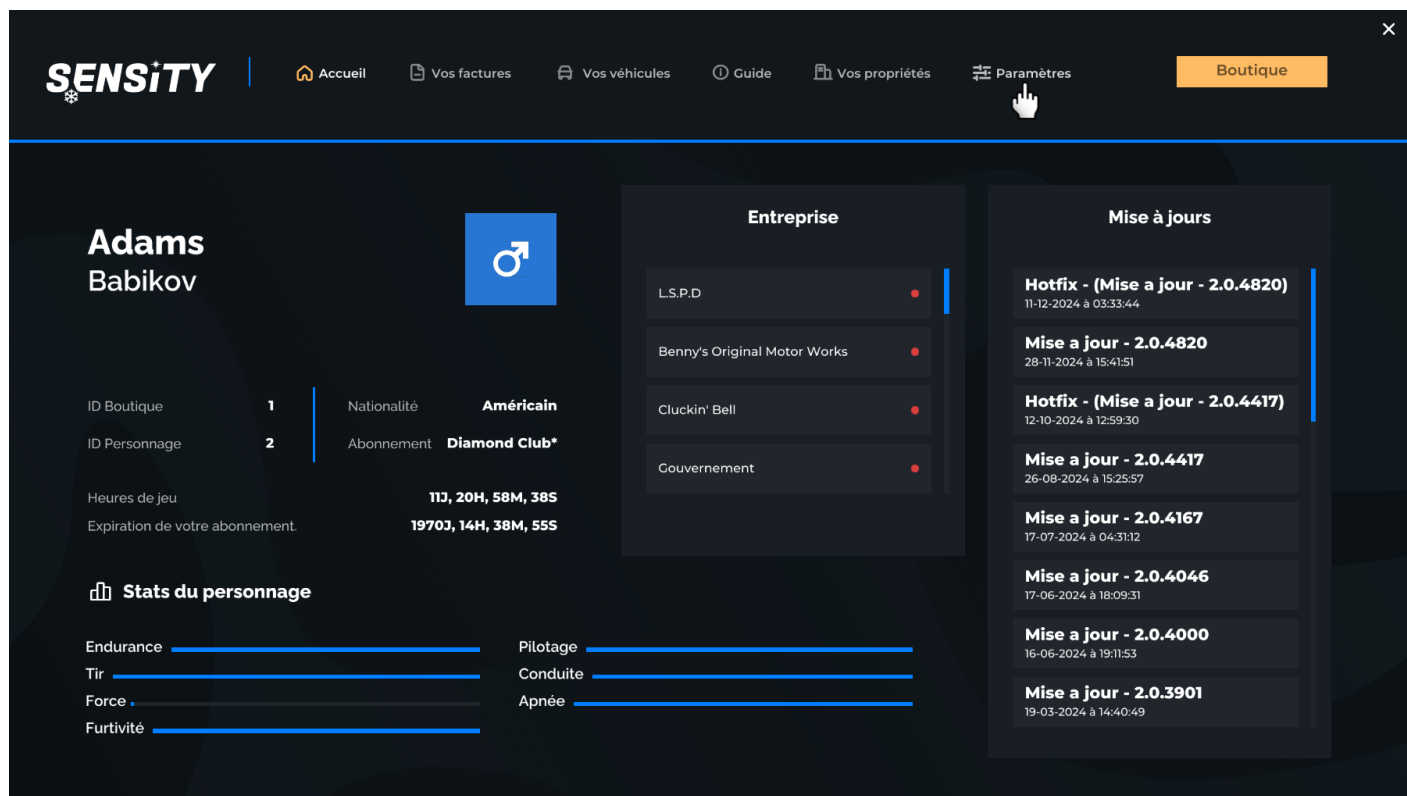 SENSiTY
Accueil
Vos factures
Vos véhicules
Guide
Vos propriétés
Paramètres
Boutique
Adams
Babikov
ID Boutique 1
Nationalité Américain
ID Personnage 2
Abonnement Diamond Club*
Heures de jeu 11J, 20H, 58M, 38S
Expiration de votre abonnement. 1970J, 14H, 38M, 55S
Stats du personnage
Endurance
Tir
Force
Furtivité
Pilotage
Conduite
Apnée
Entreprise
L.S.P.D
Benny's Original Motor Works
Cluckin' Bell
Gouvernement
Mise à jours
Hotfix - (Mise a jour - 2.0.4820)
11-12-2024 à 03:33:44
Mise a jour - 2.0.4820
28-11-2024 à 15:41:51
Hotfix - (Mise a jour - 2.0.4417)
12-10-2024 à 12:59:30
Mise a jour - 2.0.4417
26-08-2024 à 15:25:57
Mise a jour - 2.0.4167
17-07-2024 à 04:31:12
Mise a jour - 2.0.4046
17-06-2024 à 18:09:31
Mise a jour - 2.0.4000
16-06-2024 à 19:11:53
Mise a jour - 2.0.3901
19-03-2024 à 14:40:49